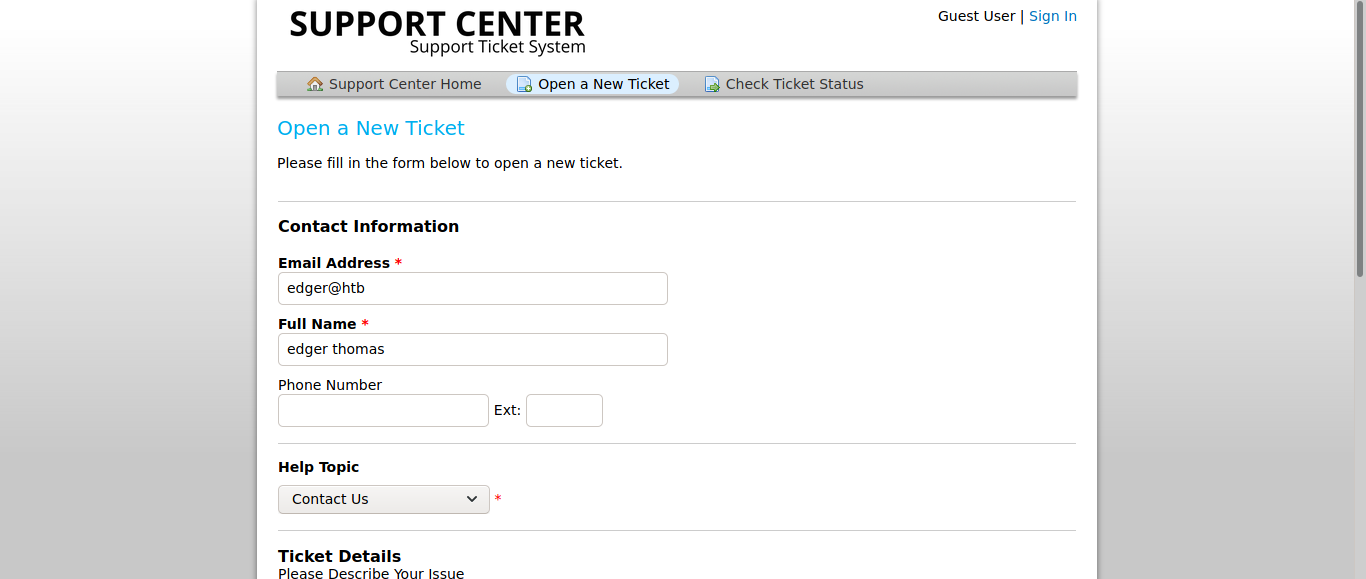 SUPPORT CENTER
Support Ticket System
Guest User | Sign In
Support Center Home
Open a New Ticket
Check Ticket Status
Open a New Ticket
Please fill in the form below to open a new ticket.
Contact Information
Email Address *
edger@htb
Full Name *
edger thomas
Phone Number
Ext:
Help Topic
Contact Us *
Ticket Details
Please Describe Your Issue